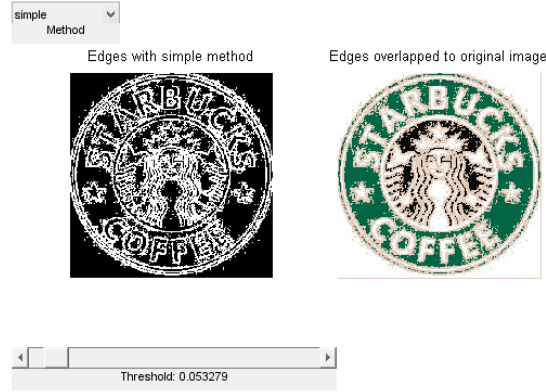 simple
Method
Edges with simple method
Edges overlapped to original image
STARBUCKS
COFFEE
STARBUCKS
COFFEE
Threshold: 0.053279